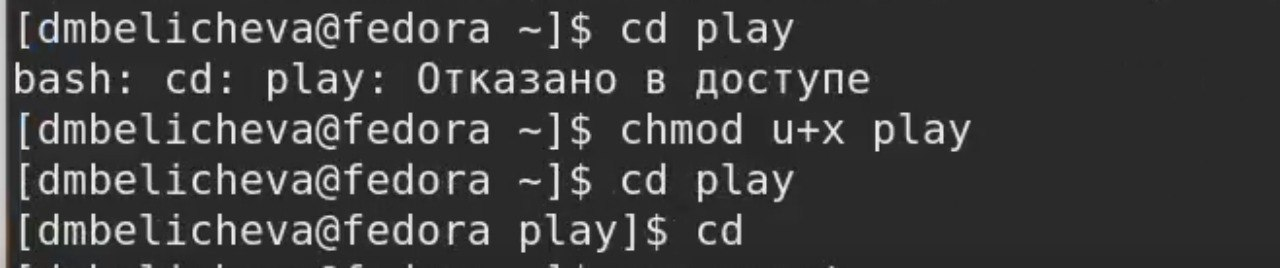 [dmbelicheva@fedora ~]$ cd play
bash: cd: play: Отказано в доступе
[dmbelicheva@fedora ~]$ chmod u+x play
[dmbelicheva@fedora ~]$ cd play
[dmbelicheva@fedora play]$ cd